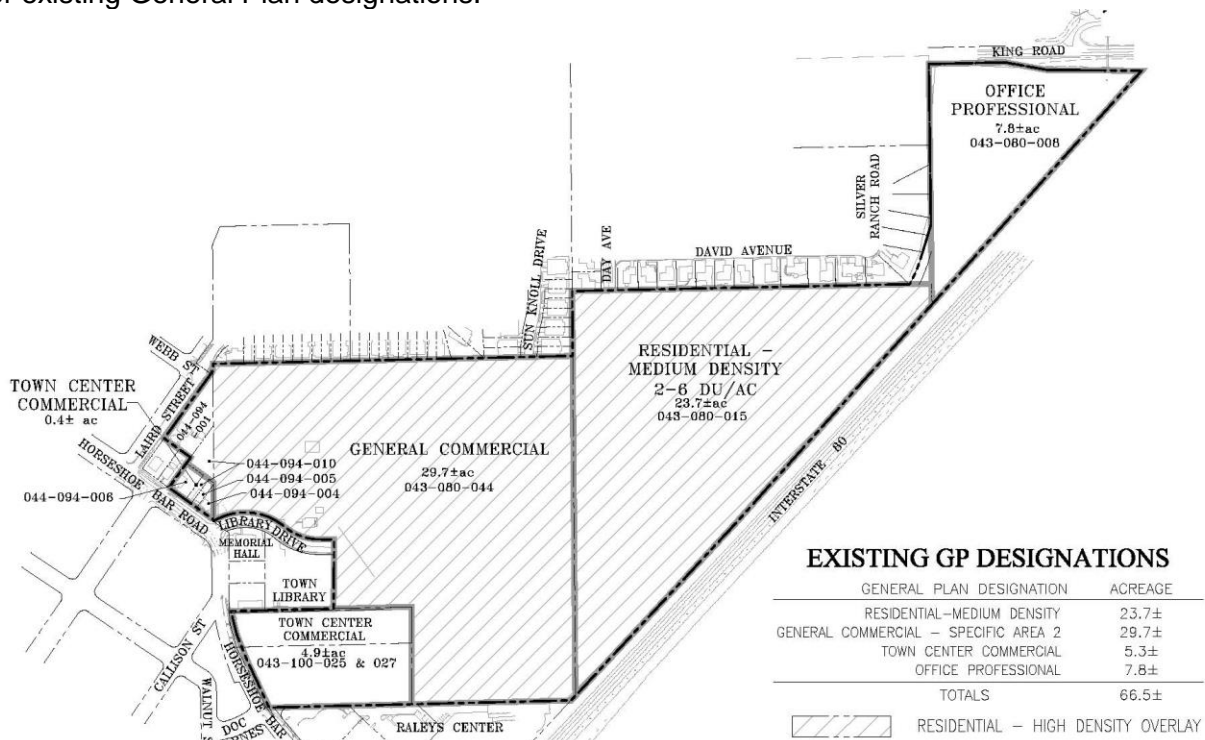 or existing General Plan designations.
KING ROAD
OFFICE
PROFESSIONAL
7.8±ac
043-080-008
SILVER
RANCH ROAD
DAVID AVENUE
DAY AVE
SUN KNOLL DRIVE
WEBB ST
LAIRD STREET
TOWN CENTER
COMMERCIAL
0.4± ac
044-094
-001
HORSESHOE BAR ROAD
RESIDENTIAL –
MEDIUM DENSITY
2-6 DU/AC
23.7±ac
043-080-015
GENERAL COMMERCIAL
29.7±ac
043-080-044
044-094-010
044-094-005
044-094-004
044-094-006
LIBRARY DRIVE
MEMORIAL
HALL
TOWN
LIBRARY
TOWN CENTER
COMMERCIAL
4.9±ac
043-100-025 & 027
INTERSTATE 80
CALLISON ST
WALNUT S
HORSESHOE BAR
DOC
RALEYS CENTER
EXISTING GP DESIGNATIONS
GENERAL PLAN DESIGNATION ACREAGE
RESIDENTIAL-MEDIUM DENSITY 23.7±
GENERAL COMMERCIAL – SPECIFIC AREA 2 29.7±
TOWN CENTER COMMERCIAL 5.3±
OFFICE PROFESSIONAL 7.8±
TOTALS 66.5±
RESIDENTIAL – HIGH DENSITY OVERLAY